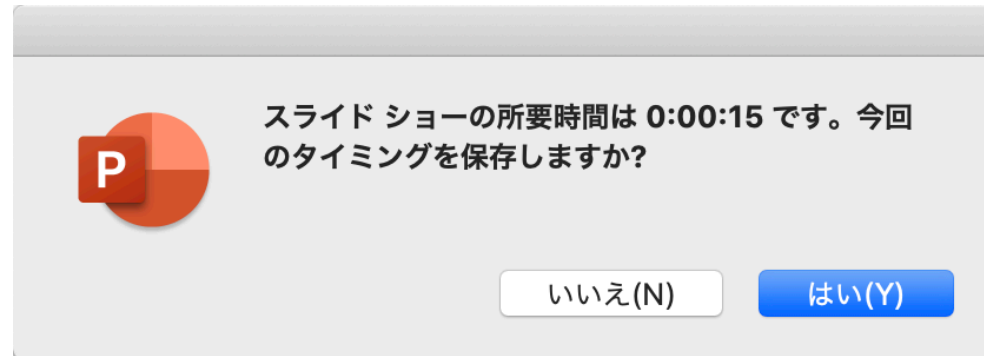 スライド ショーの所要時間は 0:00:15 です。今回
のタイミングを保存しますか?
P
いいえ(N)
はい(Y)